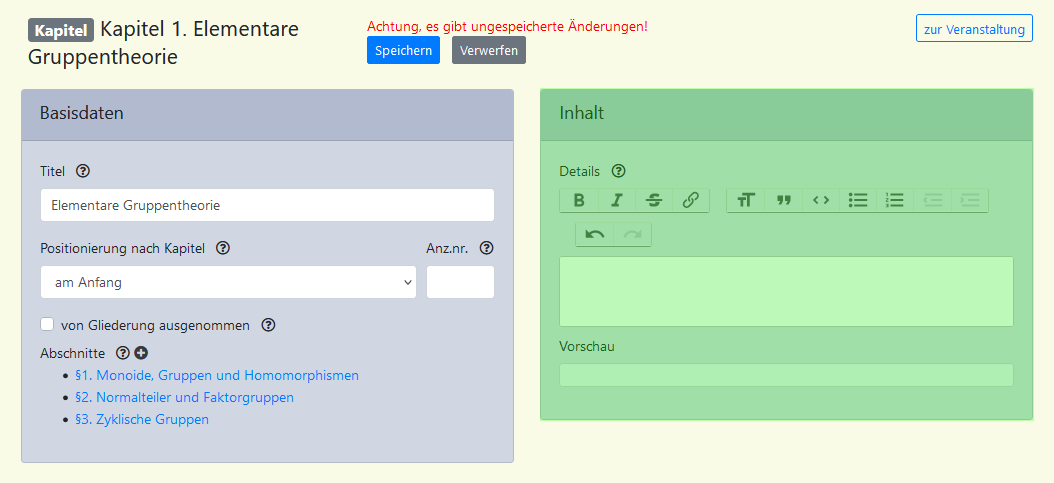 Kapitel Kapitel 1. Elementare
Gruppentheorie
Achtung, es gibt ungespeicherte Änderungen!
Speichern Verwerfen
zur Veranstaltung
Basisdaten
Titel
Elementare Gruppentheorie
Positionierung nach Kapitel Anz.nr.
am Anfang
von Gliederung ausgenommen
Abschnitte
• §1. Monoide, Gruppen und Homomorphismen
• §2. Normalteiler und Faktorgruppen
• §3. Zyklische Gruppen
Inhalt
Details
Vorschau